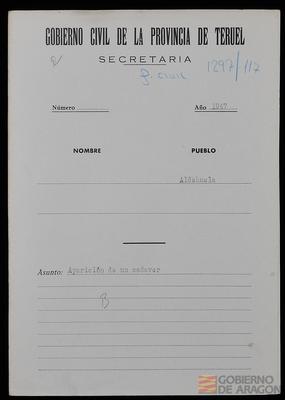 GOBIERNO CIVIL DE LA PROVINCIA DE TERUEL
SECRETARIA
G. Civil
1297/117
Número
Año 1947
NOMBRE
PUEBLO
Aldehuela
Asunto: Aparición de un cadaver
B
GOBIERNO
DE ARAGON